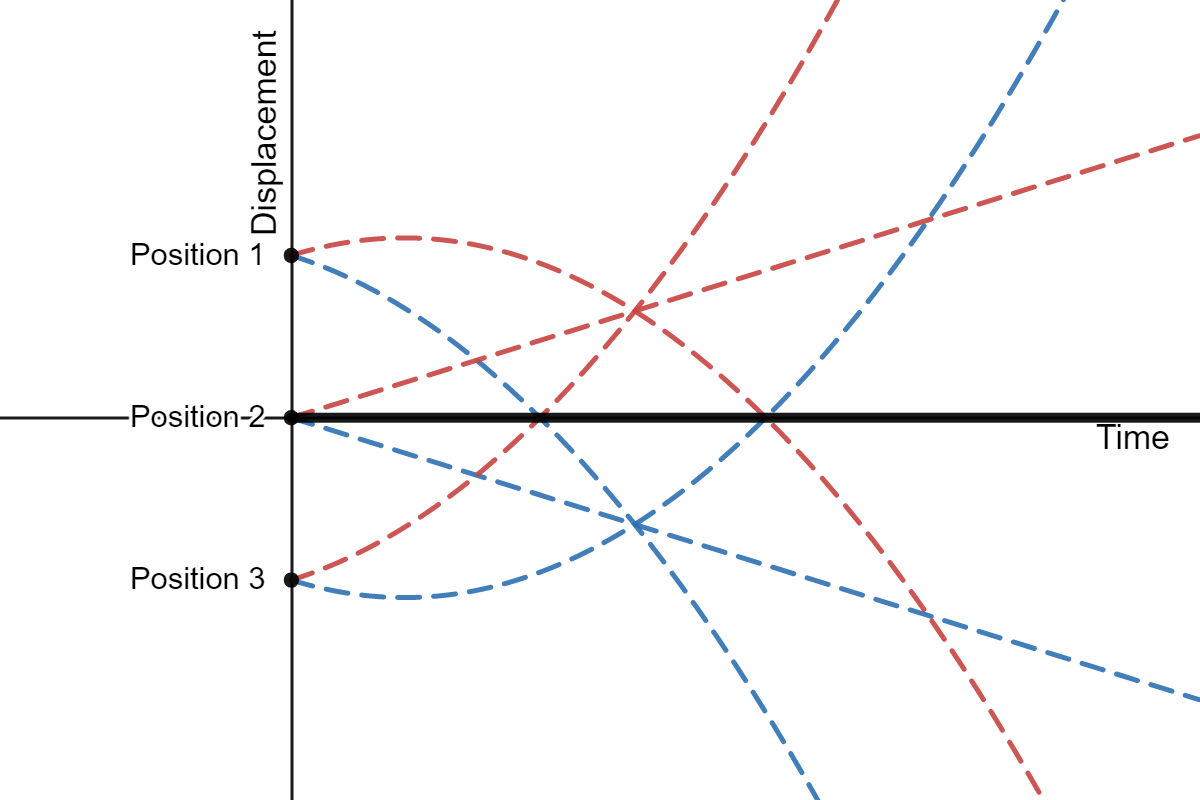 Displacement
Position 1
Position 2
Time
Position 3